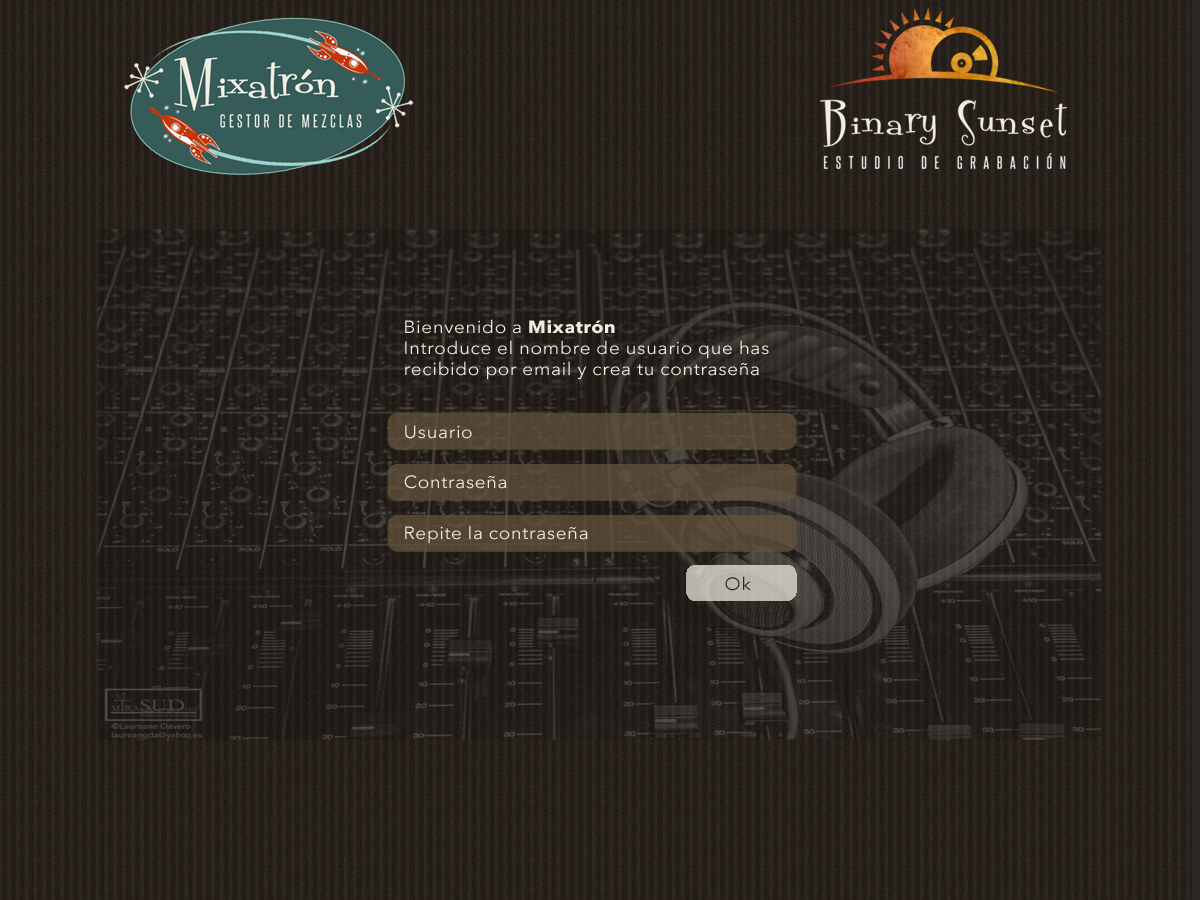 Mixatrón
GESTOR DE MEZCLAS
Binary Sunset
ESTUDIO DE GRABACIÓN
Bienvenido a Mixatrón
Introduce el nombre de usuario que has
recibido por email y crea tu contraseña
Usuario
Contraseña
Repite la contraseña
Ok
MIRASUD
©Laureano Clavero
laureanocla@yahoo.es